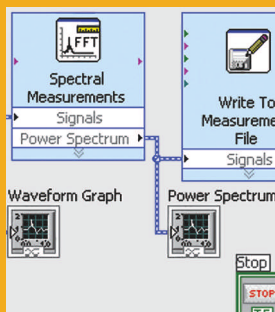 FFT
Spectral
Measurements
Signals
Power Spectrum
Write To
Measureme
File
Signals
Waveform Graph
Power Spectrum
Stop
STOP